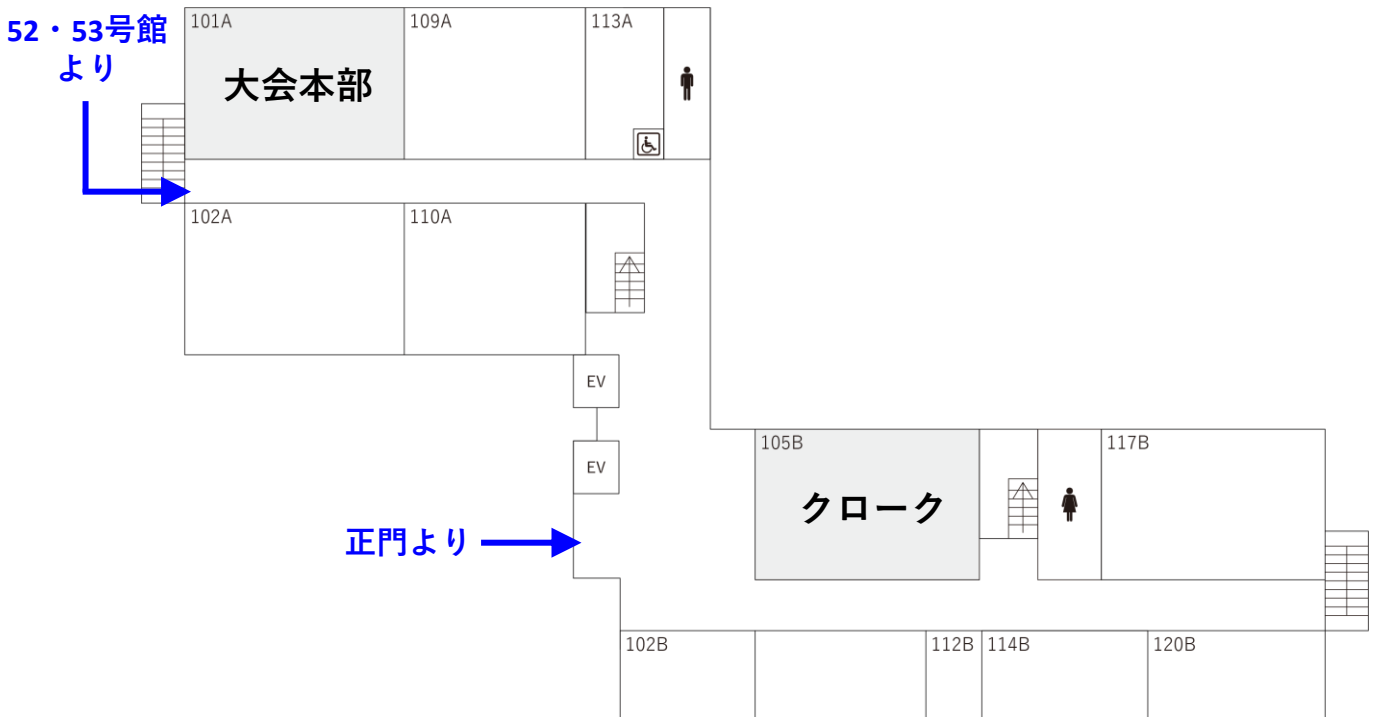 52・53号館
より
101A
大会本部
109A
113A
102A
110A
EV
EV
正門より
105B
クローク
117B
102B
112B
114B
120B